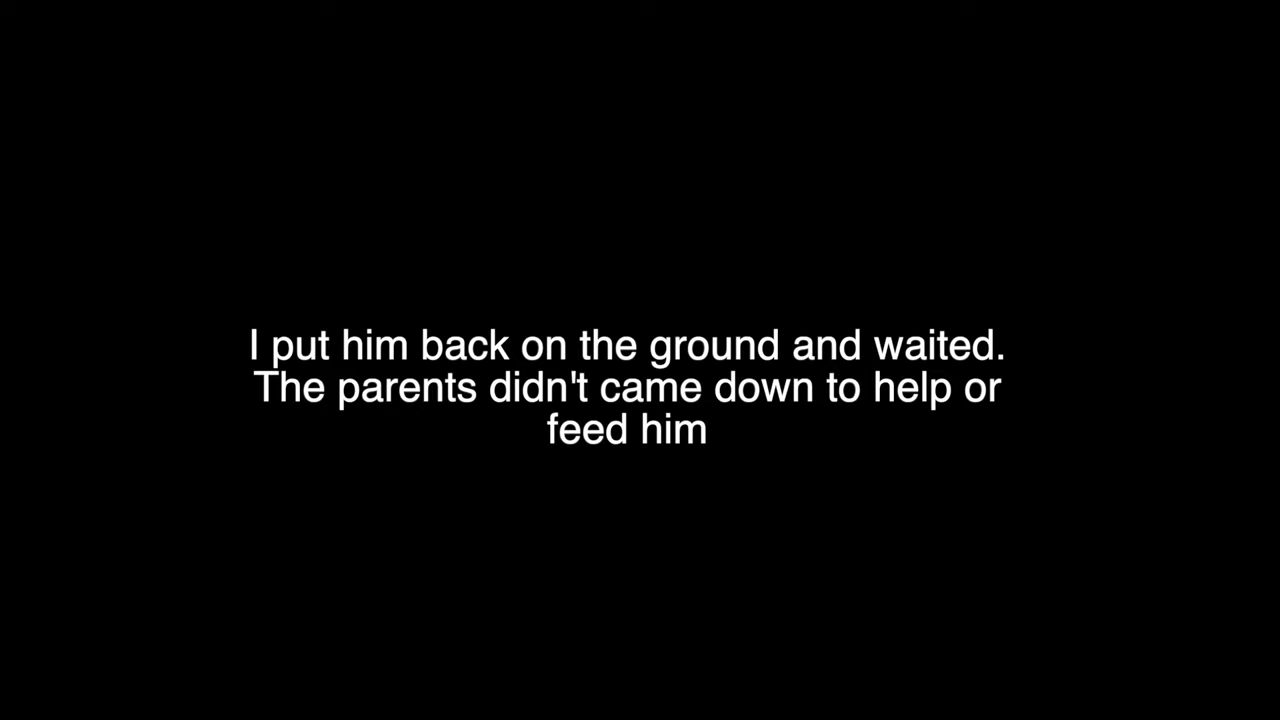 I put him back on the ground and waited.
The parents didn't came down to help or
feed him